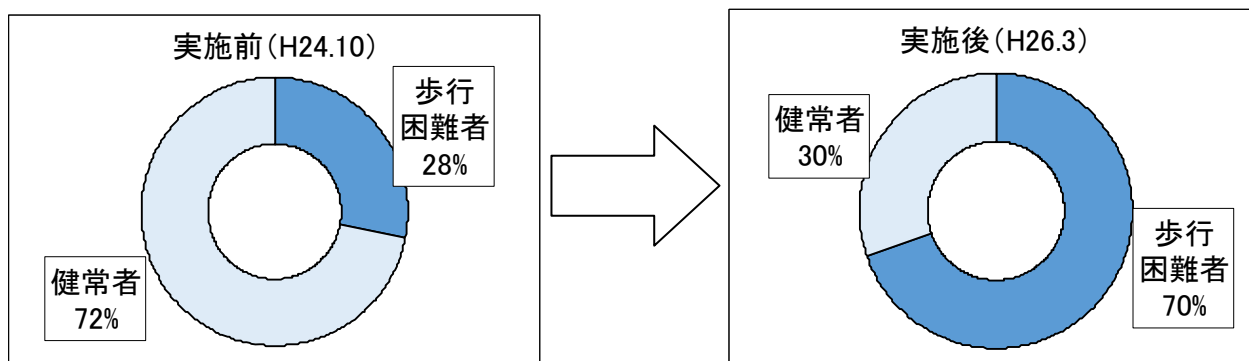 実施前（H24.10）
歩行
困難者
28%
健常者
72%
実施後（H26.3）
健常者
30%
歩行
困難者
70%